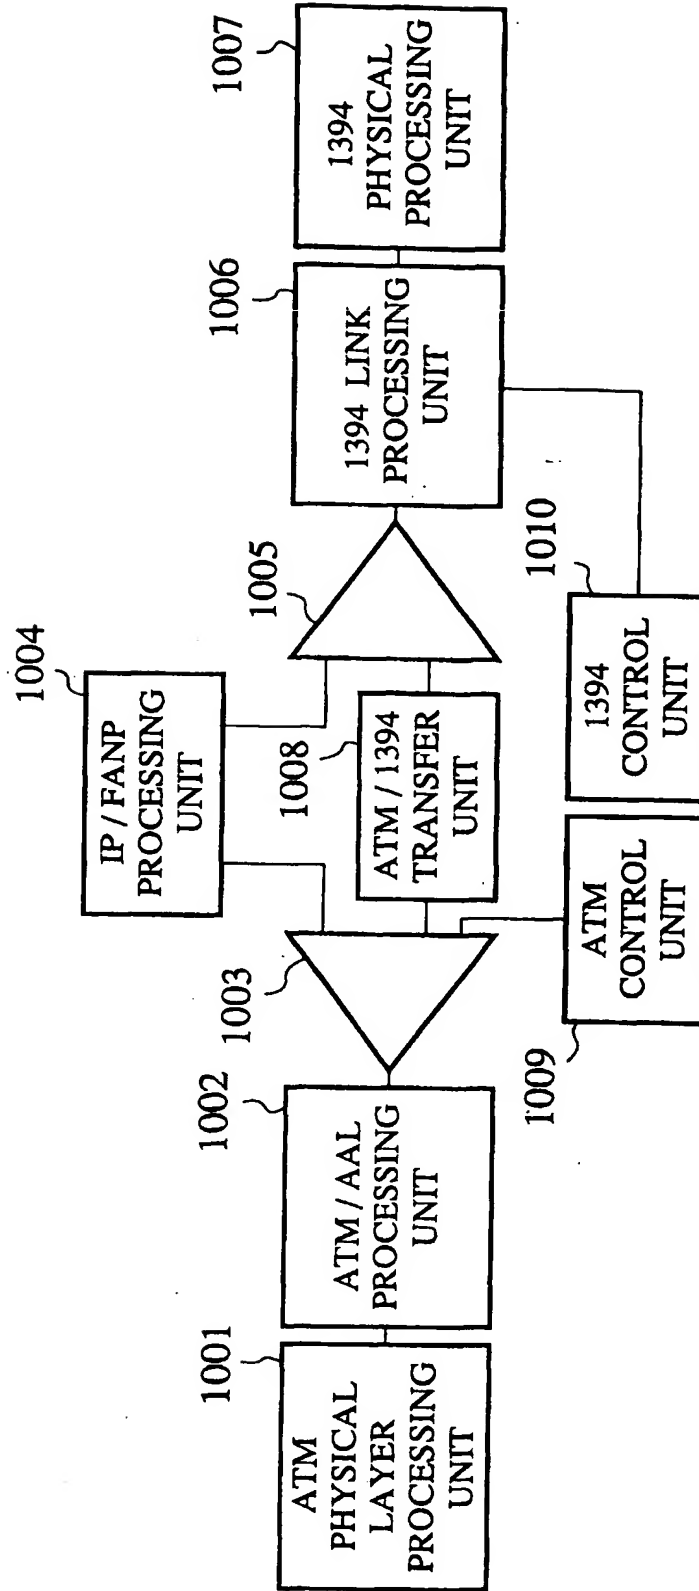 1001
ATM
PHYSICAL
LAYER
PROCESSING
UNIT
1002
ATM / AAL
PROCESSING
UNIT
1003
1004
IP / FANP
PROCESSING
UNIT
1008
ATM / 1394
TRANSFER
UNIT
1005
1006
1394 LINK
PROCESSING
UNIT
1007
1394
PHYSICAL
PROCESSING
UNIT
1009
ATM
CONTROL
UNIT
1010
1394
CONTROL
UNIT